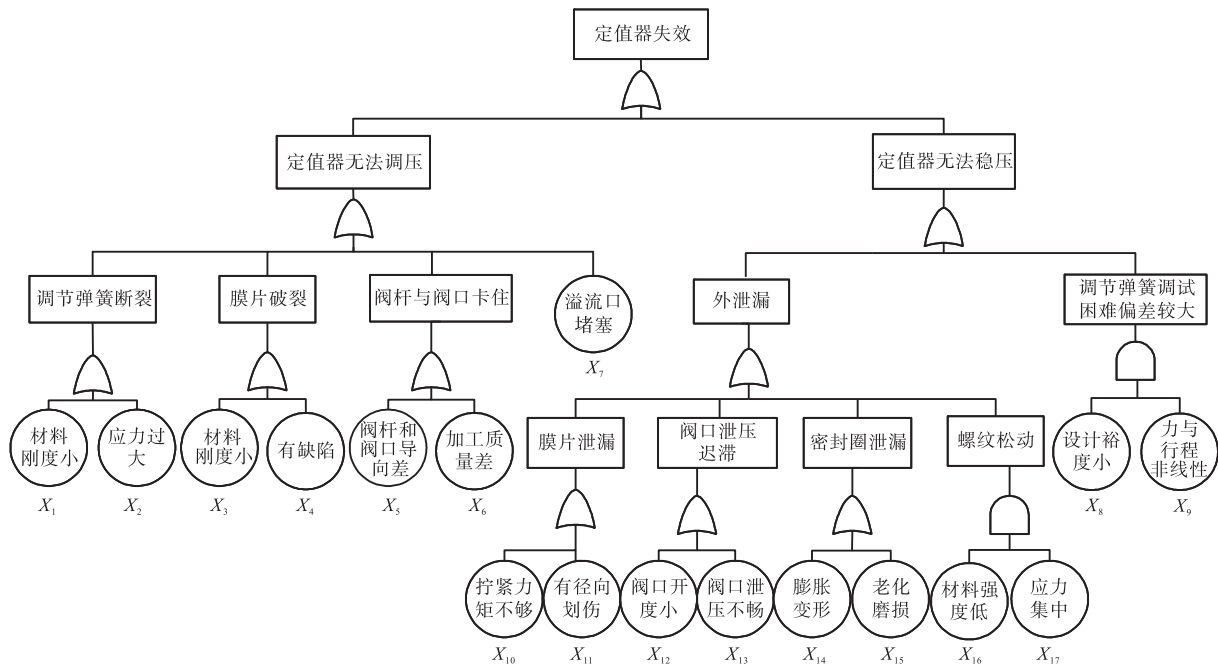 定值器失效
定值器无法调压
定值器无法稳压
调节弹簧断裂
膜片破裂
阀杆与阀口卡住
溢流口
堵塞
X₇
外泄漏
调节弹簧调试
困难偏差较大
材料
刚度小
X₁
应力过
大
X₂
材料
刚度小
X₃
有缺陷
X₄
阀杆和
阀口导
向差
X₅
加工质
量差
X₆
膜片泄漏
阀口泄压
迟滞
密封圈泄漏
螺纹松动
设计裕
度小
X₈
力与
行程
非线性
X₉
拧紧力
矩不够
X₁₀
有径向
划伤
X₁₁
阀口开
度小
X₁₂
阀口泄
压不畅
X₁₃
膨胀
变形
X₁₄
老化
磨损
X₁₅
材料强
度低
X₁₆
应力
集中
X₁₇